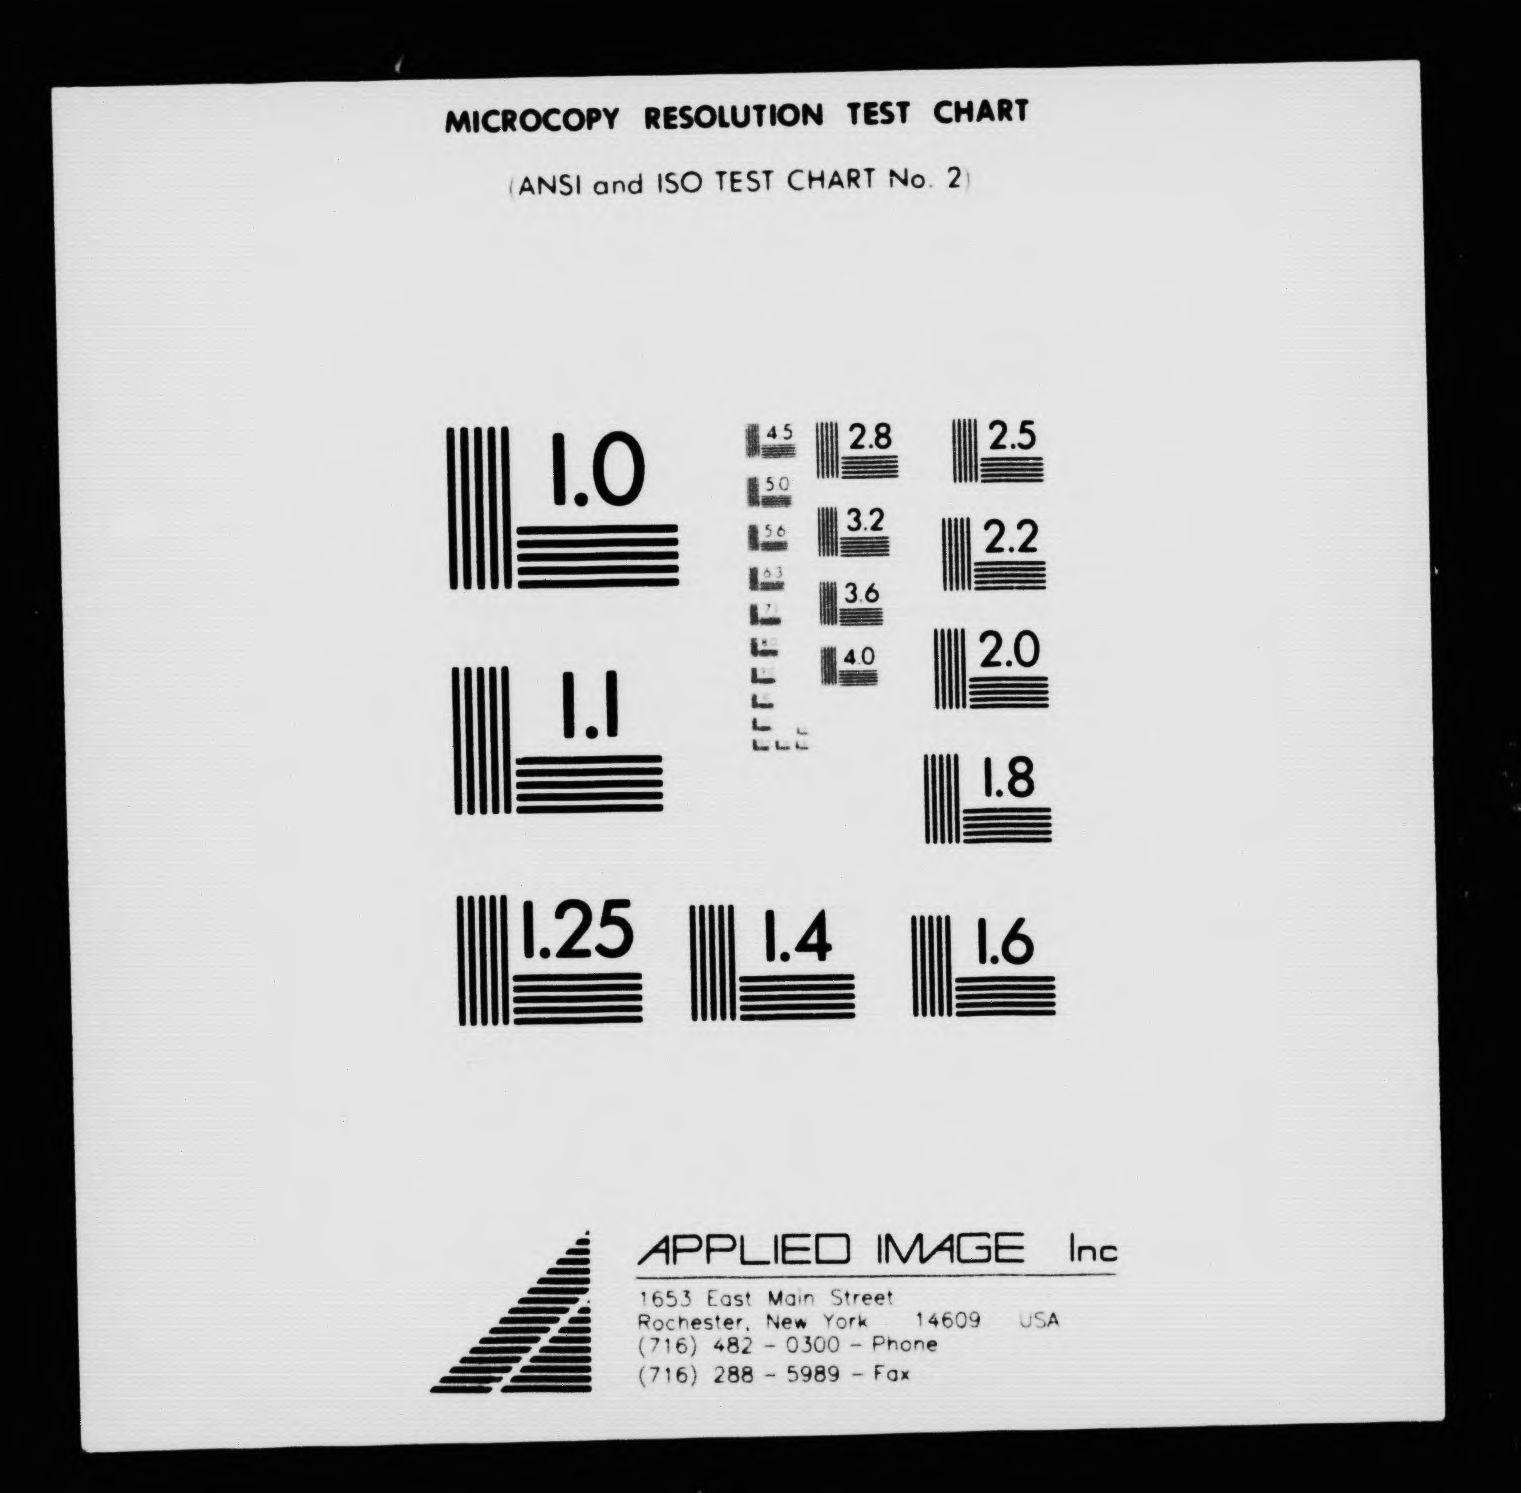 MICROCOPY RESOLUTION TEST CHART
(ANSI and ISO TEST CHART No. 2)
1.0
1.1
1.25
1.4
1.6
1.8
2.0
2.2
2.5
2.8
3.2
3.6
4.0
4.5
5.0
5.6
6.3
APPLIED IMAGE Inc
1653 East Main Street
Rochester, New York 14609 USA
(716) 482 - 0300 - Phone
(716) 288 - 5989 - Fax